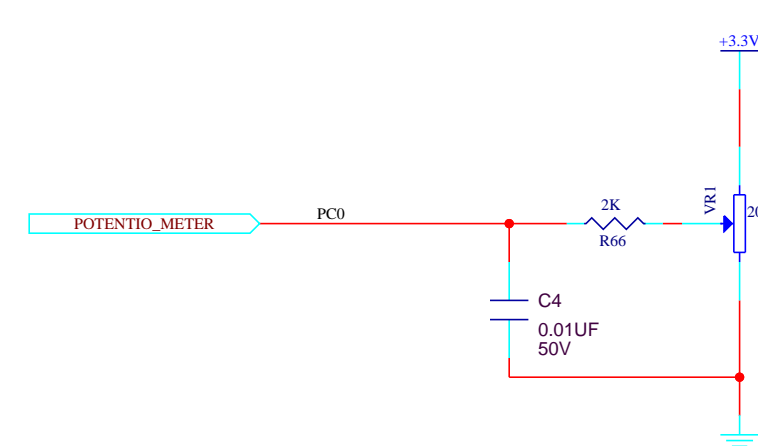 +3.3V
VR1
2K
PC0
POTENTIO_METER
R66
C4
0.01UF
50V